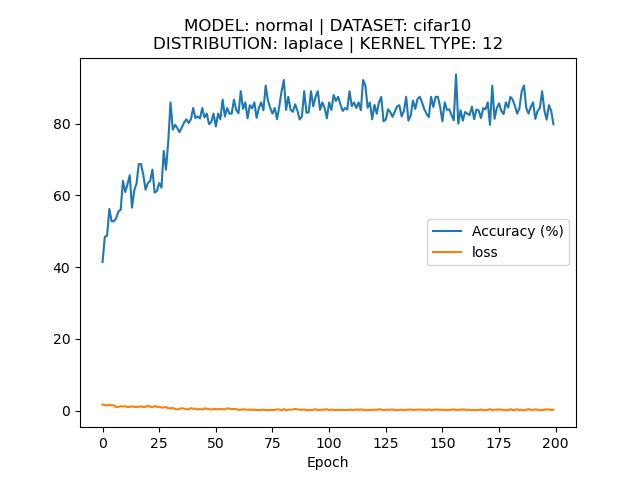 MODEL: normal | DATASET: cifar10
DISTRIBUTION: laplace | KERNEL TYPE: 12
80
60
40
20
0
Accuracy (%)
loss
0 25 50 75 100 125 150 175 200
Epoch